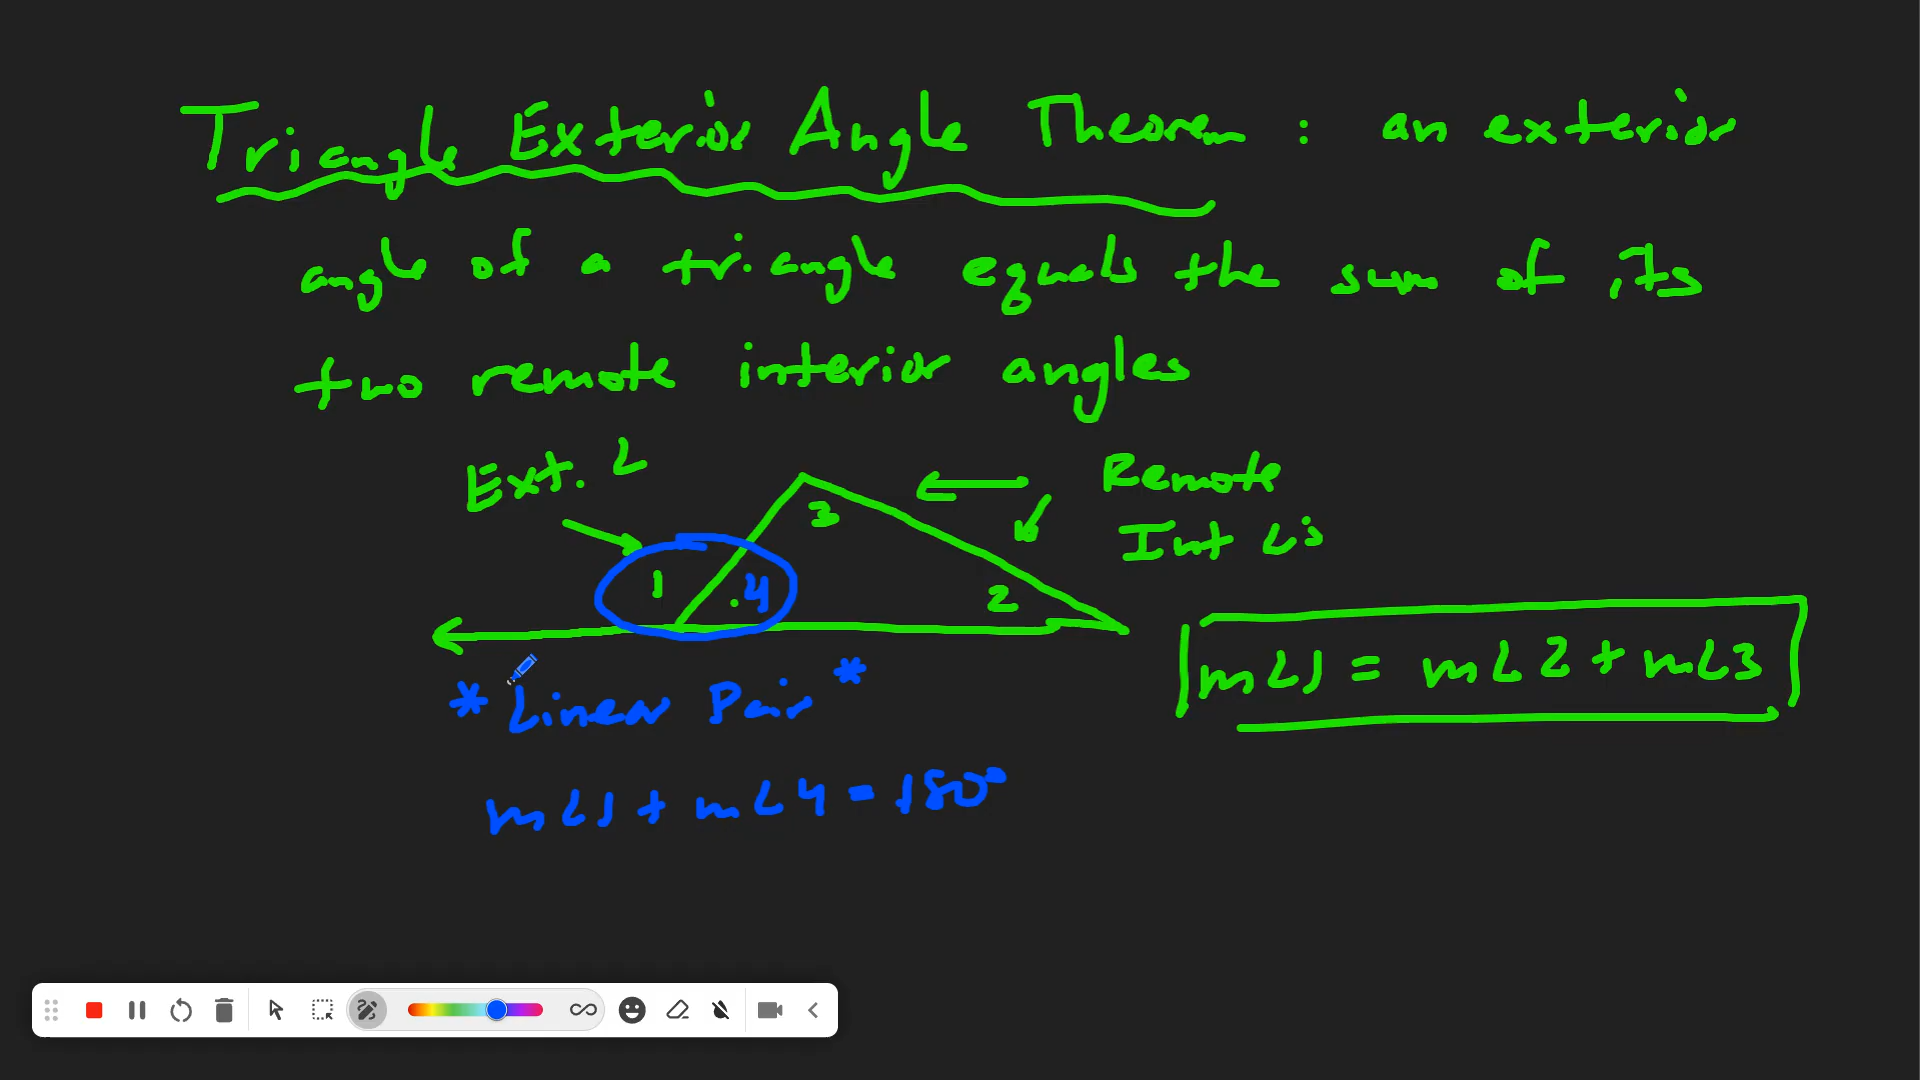 Triangle Exterior Angle Theorem : an exterior
angle of a triangle equals the sum of its
two remote interior angles
Ext. ∠
Remote
Int ∠'s
3
1
4
2
m∠1 = m∠2 + m∠3
*Linear Pair*
m∠1 + m∠4 = 180°